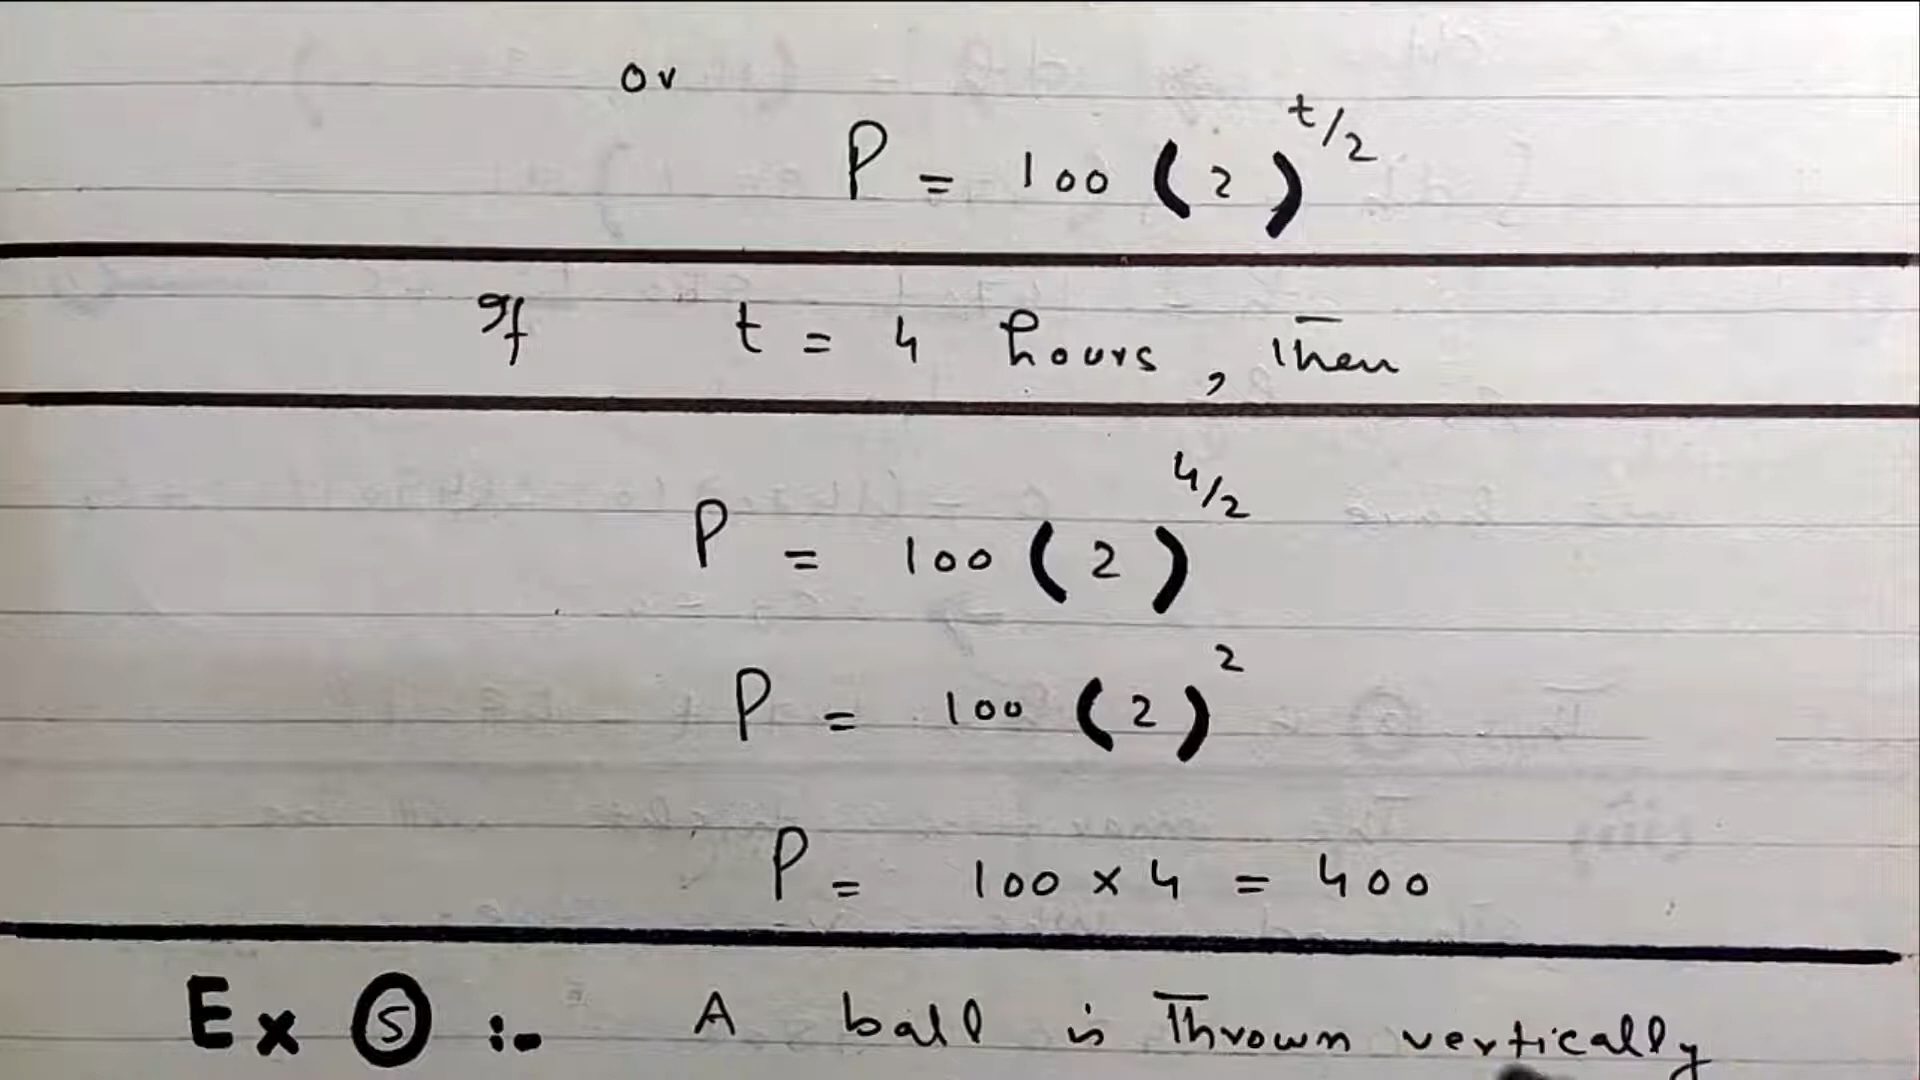 or
P = 100 (2)^{t/2}
If t = 4 hours, Then
P = 100 (2)^{4/2}
P = 100 (2)^2
P = 100 × 4 = 400
Ex ⑤ :- A ball is Thrown vertically